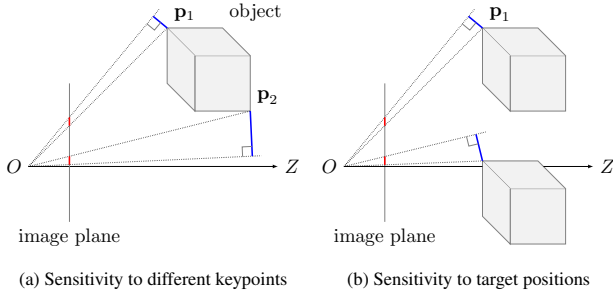 p1 object
p2
O Z
image plane
(a) Sensitivity to different keypoints
p1
O Z
image plane
(b) Sensitivity to target positions